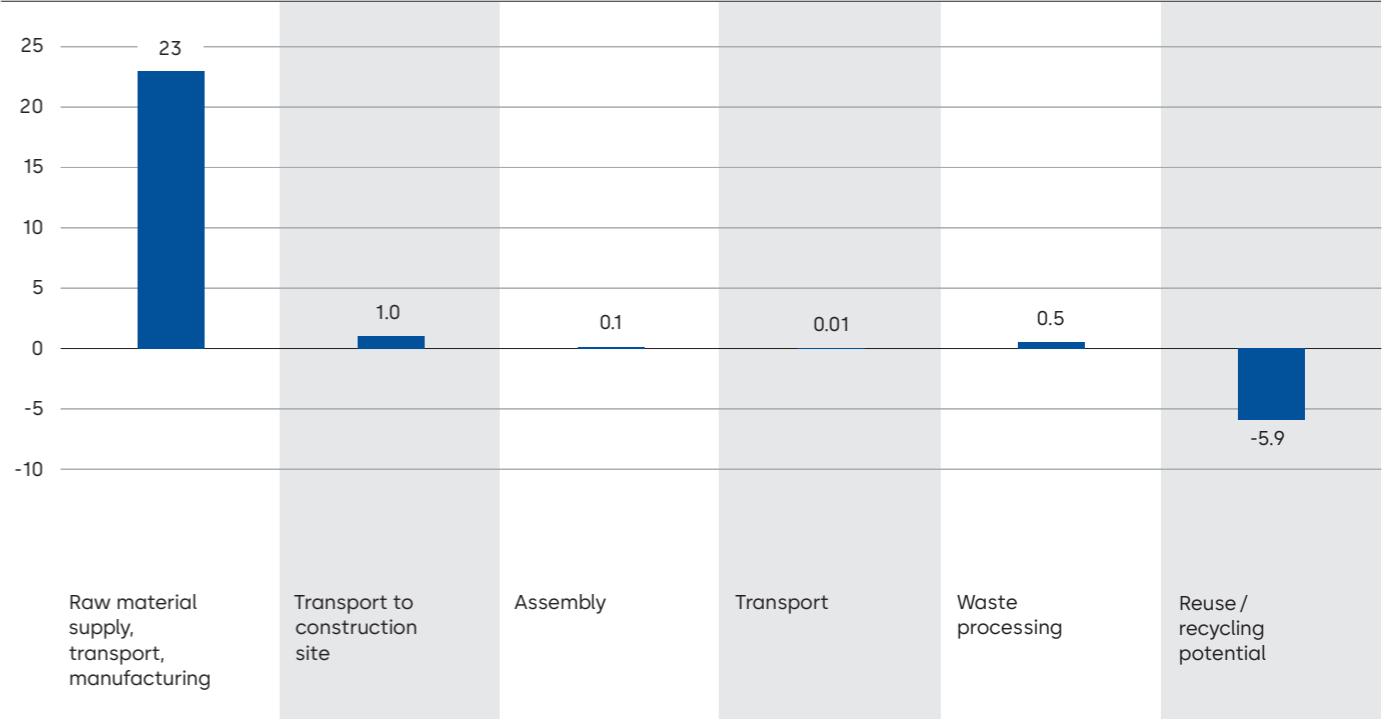 25
20
15
10
5
0
-5
-10
23
1.0
0.1
0.01
0.5
-5.9
Raw material
supply,
transport,
manufacturing
Transport to
construction
site
Assembly
Transport
Waste
processing
Reuse /
recycling
potential